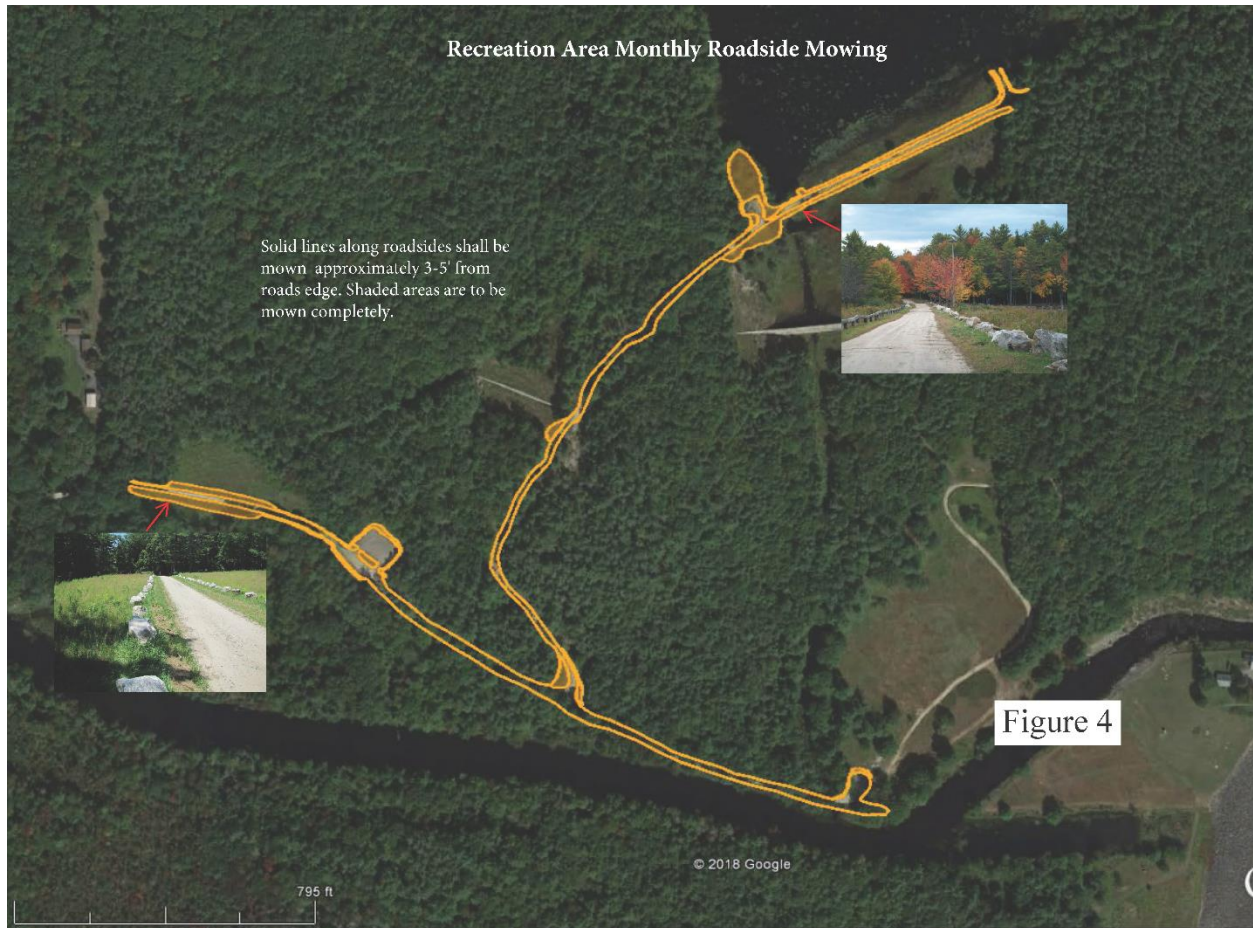 Recreation Area Monthly Roadside Mowing
Solid lines along roadsides shall be
mown approximately 3-5' from
roads edge. Shaded areas are to be
mown completely.
Figure 4
© 2018 Google
795 ft